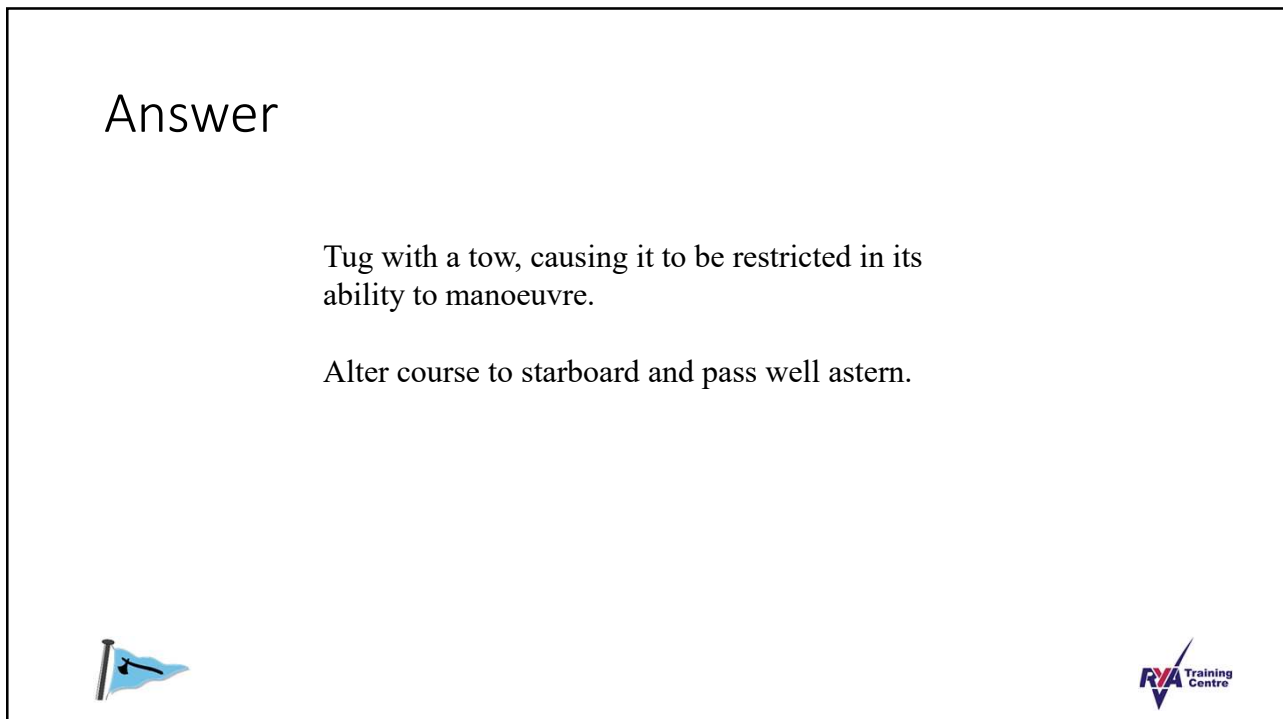 Answer
Tug with a tow, causing it to be restricted in its
ability to manoeuvre.
Alter course to starboard and pass well astern.
RYA Training
Centre